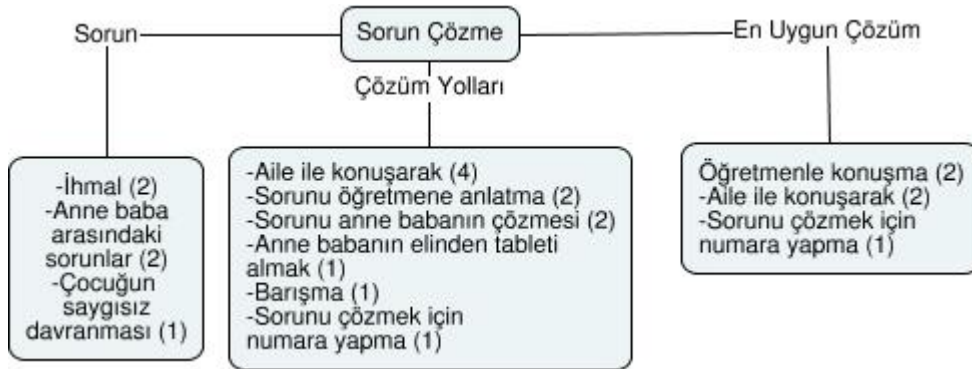 Sorun
Sorun Çözme
En Uygun Çözüm
Çözüm Yolları
-İhmal (2)
-Anne baba
arasındaki
sorunlar (2)
-Çocuğun
saygısız
davranması (1)
-Aile ile konuşarak (4)
-Sorunu öğretmene anlatma (2)
-Sorunu anne babanın çözmesi (2)
-Anne babanın elinden tableti
almak (1)
-Barışma (1)
-Sorunu çözmek için
numara yapma (1)
Öğretmenle konuşma (2)
-Aile ile konuşarak (2)
-Sorunu çözmek için
numara yapma (1)